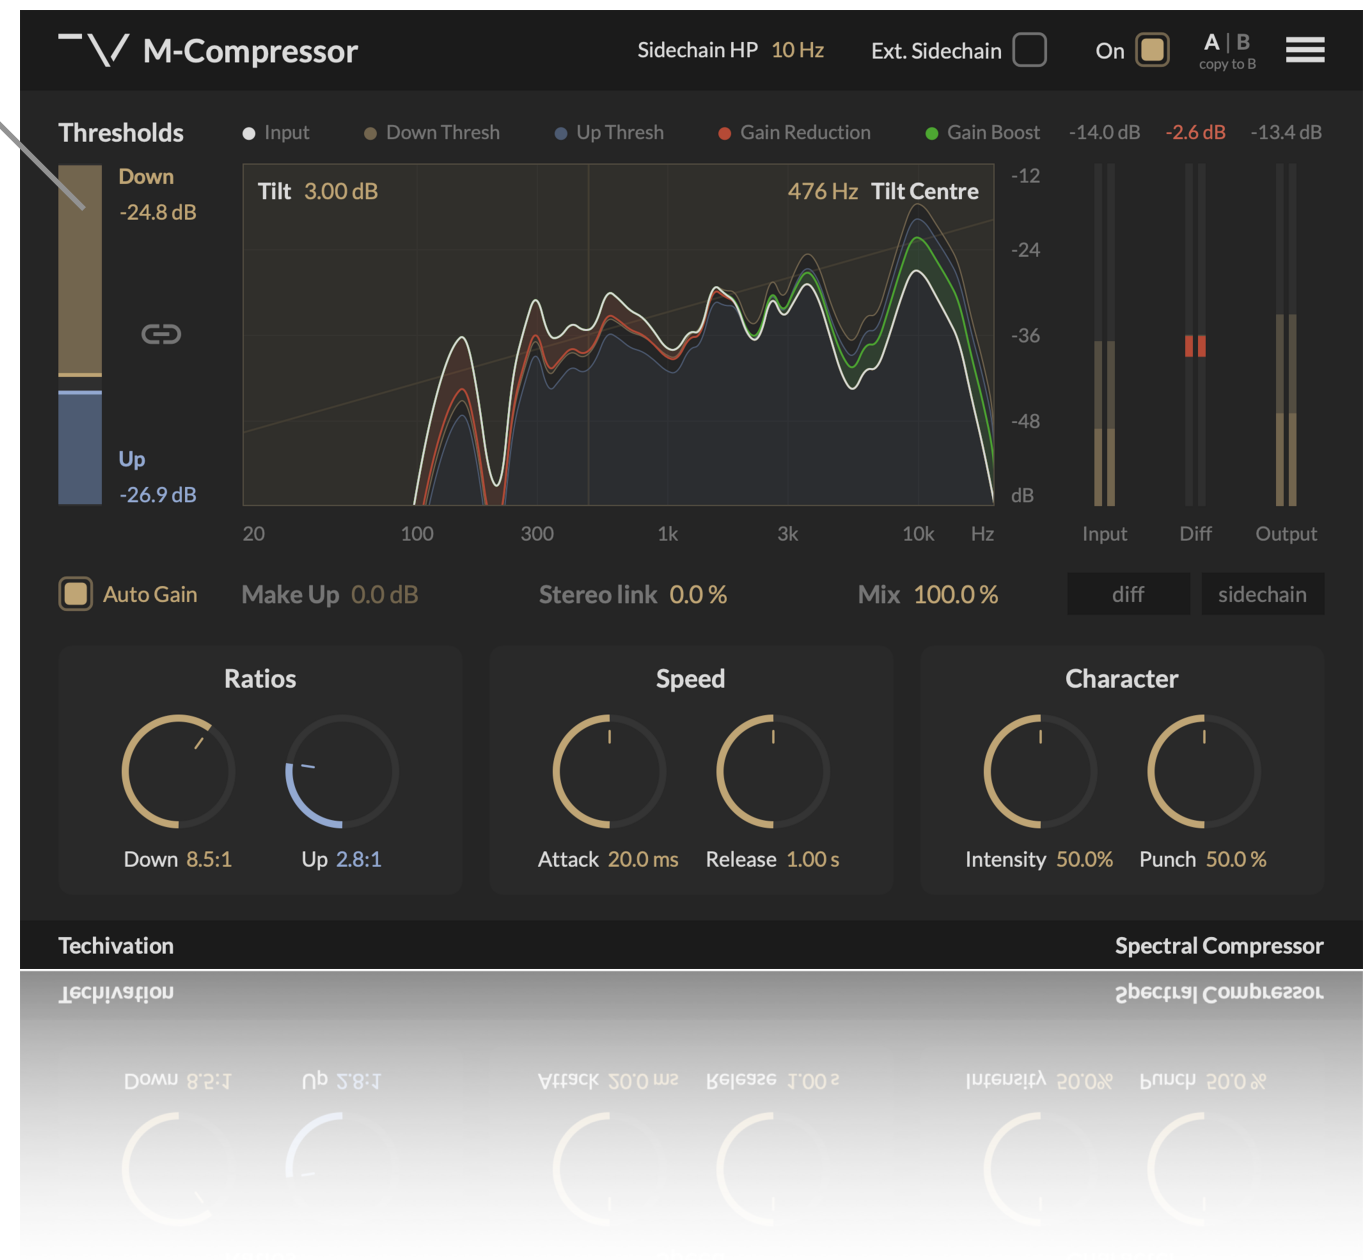 M-Compressor
Sidechain HP 10 Hz
Ext. Sidechain
On
A | B
copy to B
Thresholds
Input
Down Thresh
Up Thresh
Gain Reduction
Gain Boost
-14.0 dB
-2.6 dB
-13.4 dB
Down
-24.8 dB
Up
-26.9 dB
Tilt 3.00 dB
476 Hz Tilt Centre
-12
-24
-36
-48
dB
20
100
300
1k
3k
10k
Hz
Input
Diff
Output
Auto Gain
Make Up 0.0 dB
Stereo link 0.0 %
Mix 100.0 %
diff
sidechain
Ratios
Down 8.5:1
Up 2.8:1
Speed
Attack 20.0 ms
Release 1.00 s
Character
Intensity 50.0%
Punch 50.0 %
Techivation
Spectral Compressor